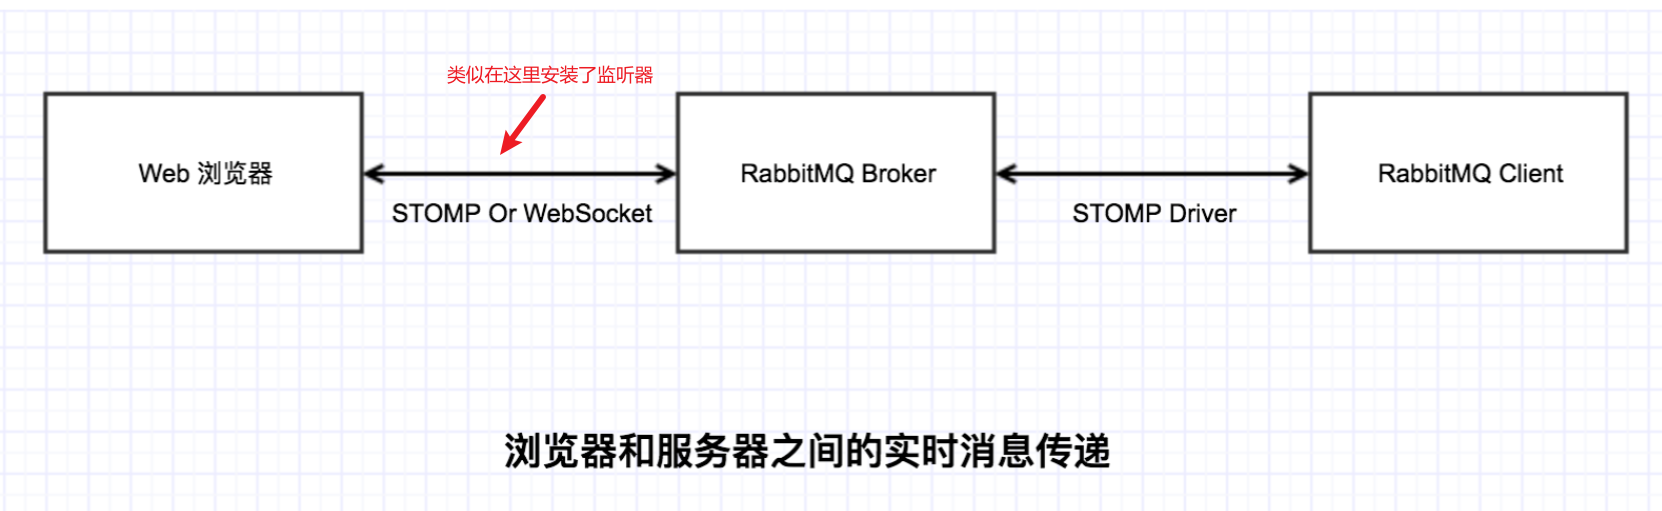 类似在这里安装了监听器
Web 浏览器
RabbitMQ Broker
RabbitMQ Client
STOMP Or WebSocket
STOMP Driver
浏览器和服务器之间的实时消息传递